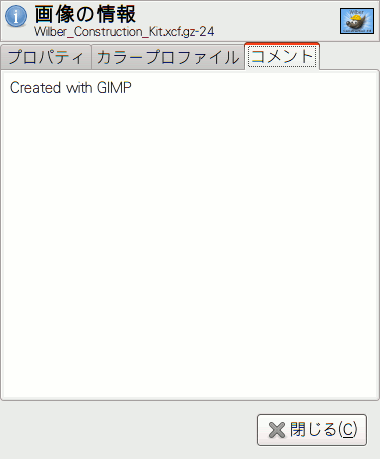 画像の情報
Wilber_Construction_Kit.xcf.gz-24
Wilber
プロパティ
カラープロファイル
コメント
Created with GIMP
閉じる(C)